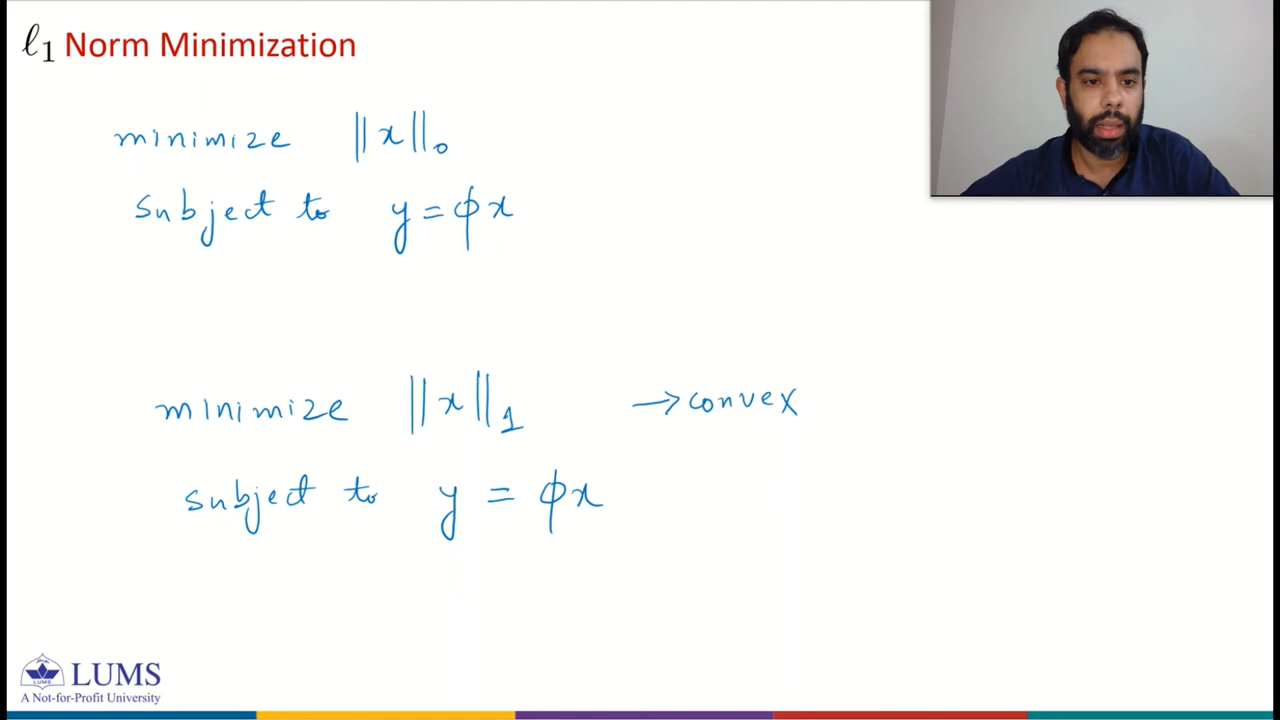 ℓ₁ Norm Minimization
minimize ‖x‖₀
subject to y = ϕx
minimize ‖x‖₁ → convex
subject to y = ϕx
LUMS
LUMS
A Not-for-Profit University